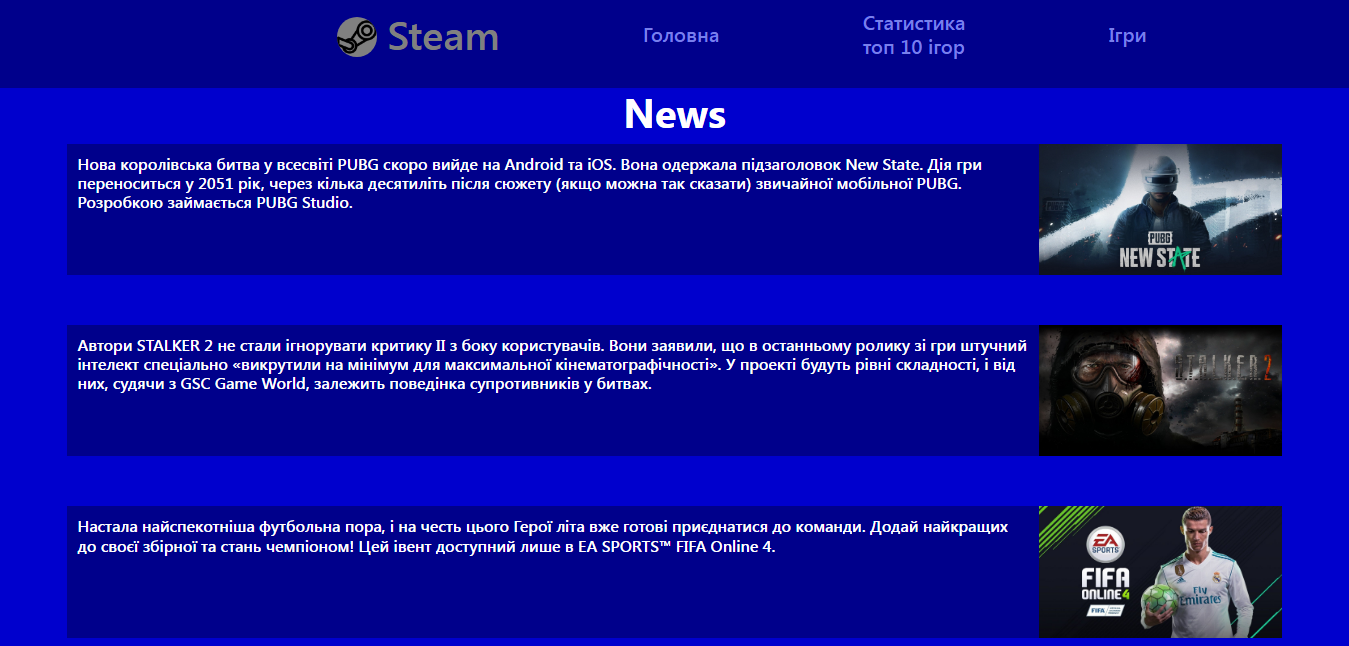 Steam
Головна
Статистика
топ 10 ігор
Ігри
News
Нова королівська битва у всесвіті PUBG скоро вийде на Android та iOS. Вона одержала підзаголовок New State. Дія гри
переноситься у 2051 рік, через кілька десятиліть після сюжету (якщо можна так сказати) звичайної мобільної PUBG.
Розробкою займається PUBG Studio.
PUBG
NEW STATE
Автори STALKER 2 не стали ігнорувати критику ІІ з боку користувачів. Вони заявили, що в останньому ролику зі гри штучний
інтелект спеціально «викрутили на мінімум для максимальної кінематографічності». У проекті будуть рівні складності, і від
них, судячи з GSC Game World, залежить поведінка супротивників у битвах.
S.T.A.L.K.E.R.2
Настала найспекотніша футбольна пора, і на честь цього Герої літа вже готові приєднатися до команди. Додай найкращих
до своєї збірної та стань чемпіоном! Цей івент доступний лише в EA SPORTS™ FIFA Online 4.
EA
SPORTS
FIFA
ONLINE 4
FIFA
Fly
Emirates